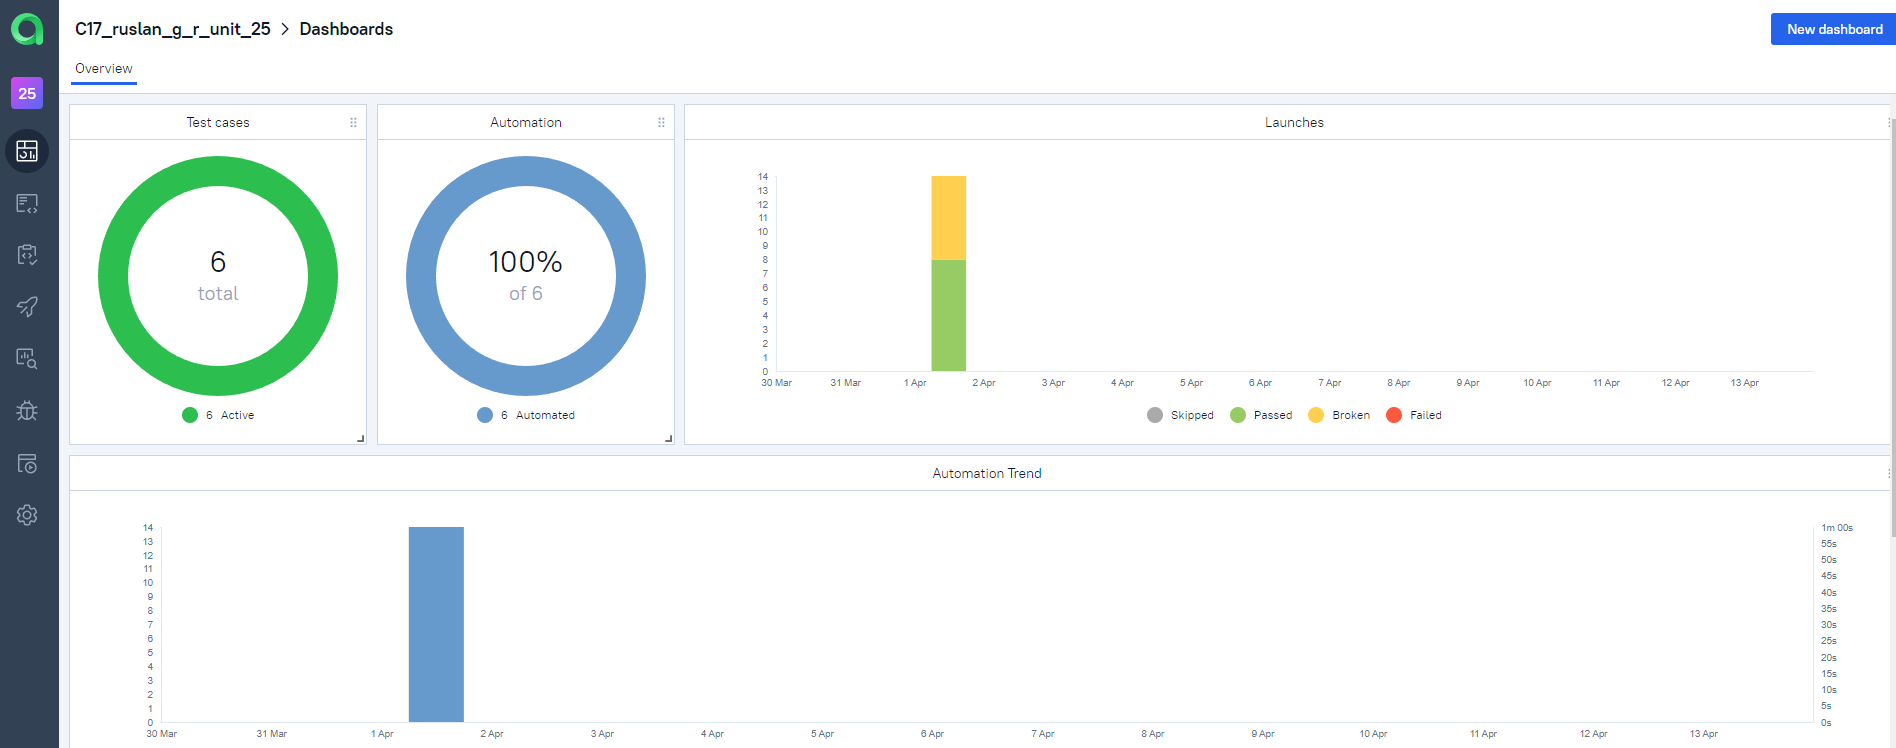 C17_ruslan_g_r_unit_25 > Dashboards
New dashboard
Overview
25
Test cases
6
total
6 Active
Automation
100%
of 6
6 Automated
Launches
14
13
12
11
10
9
8
7
6
5
4
3
2
1
0
30 Mar 31 Mar 1 Apr 2 Apr 3 Apr 4 Apr 5 Apr 6 Apr 7 Apr 8 Apr 9 Apr 10 Apr 11 Apr 12 Apr 13 Apr
Skipped Passed Broken Failed
Automation Trend
14
13
12
11
10
9
8
7
6
5
4
3
2
1
0
1m 00s
55s
50s
45s
40s
35s
30s
25s
20s
15s
10s
5s
0s
30 Mar 31 Mar 1 Apr 2 Apr 3 Apr 4 Apr 5 Apr 6 Apr 7 Apr 8 Apr 9 Apr 10 Apr 11 Apr 12 Apr 13 Apr